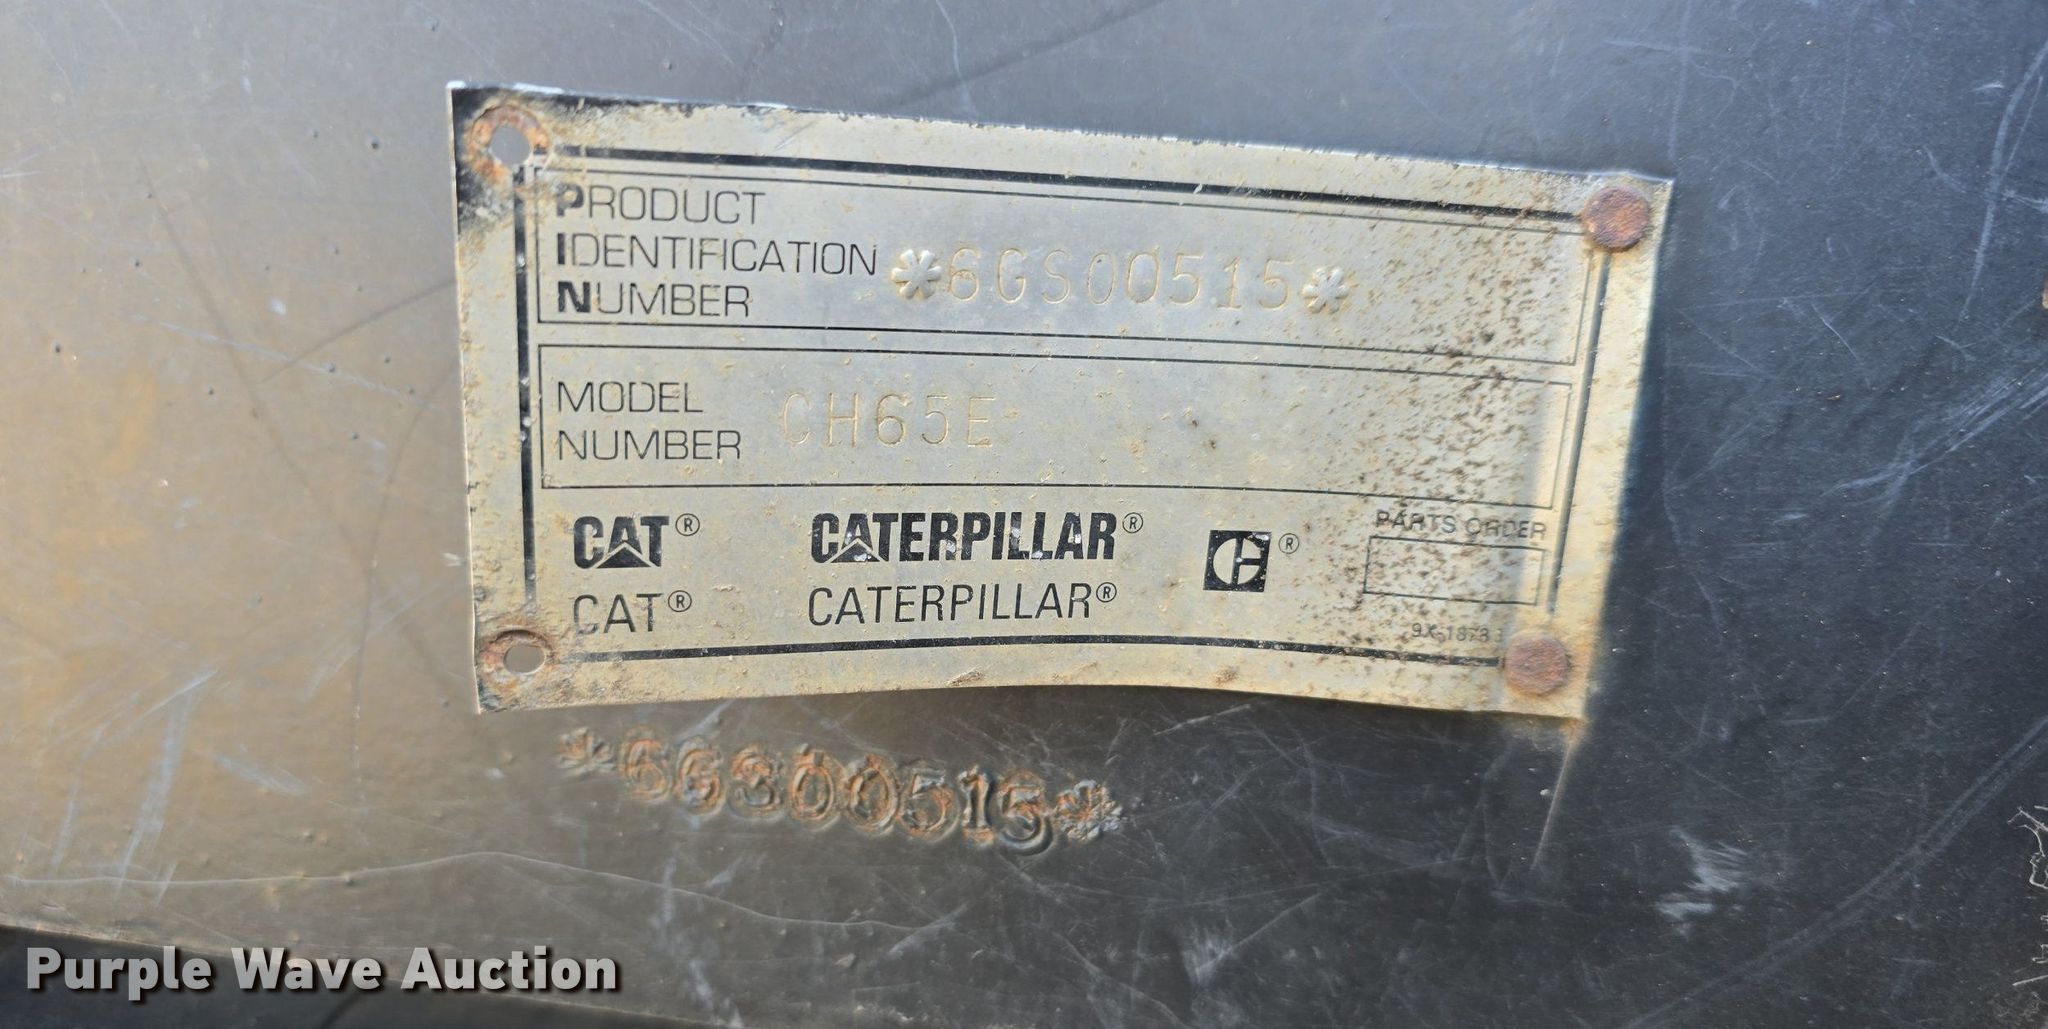 PRODUCT
IDENTIFICATION
NUMBER
*6GS00515*
MODEL
NUMBER
CH65E
CAT® CATERPILLAR® C®
CAT® CATERPILLAR®
PARTS ORDER
*6GS00515*
Purple Wave Auction